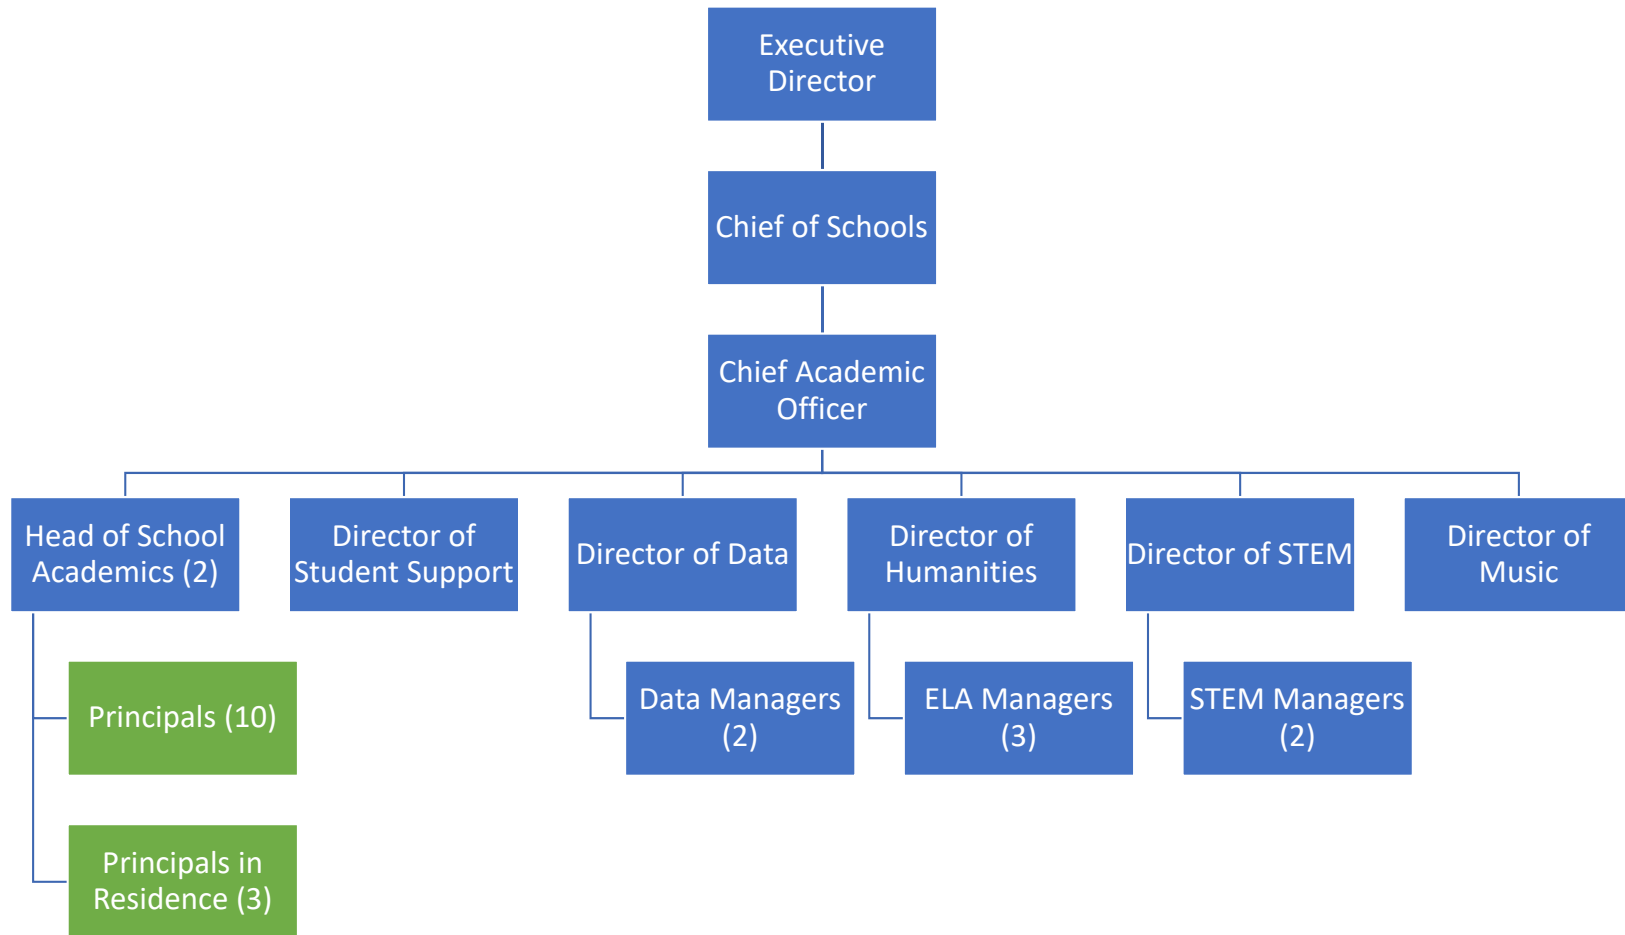 Executive
Director
Chief of Schools
Chief Academic
Officer
Head of School
Academics (2)
Director of
Student Support
Director of Data
Director of
Humanities
Director of STEM
Director of
Music
Principals (10)
Data Managers
(2)
ELA Managers
(3)
STEM Managers
(2)
Principals in
Residence (3)